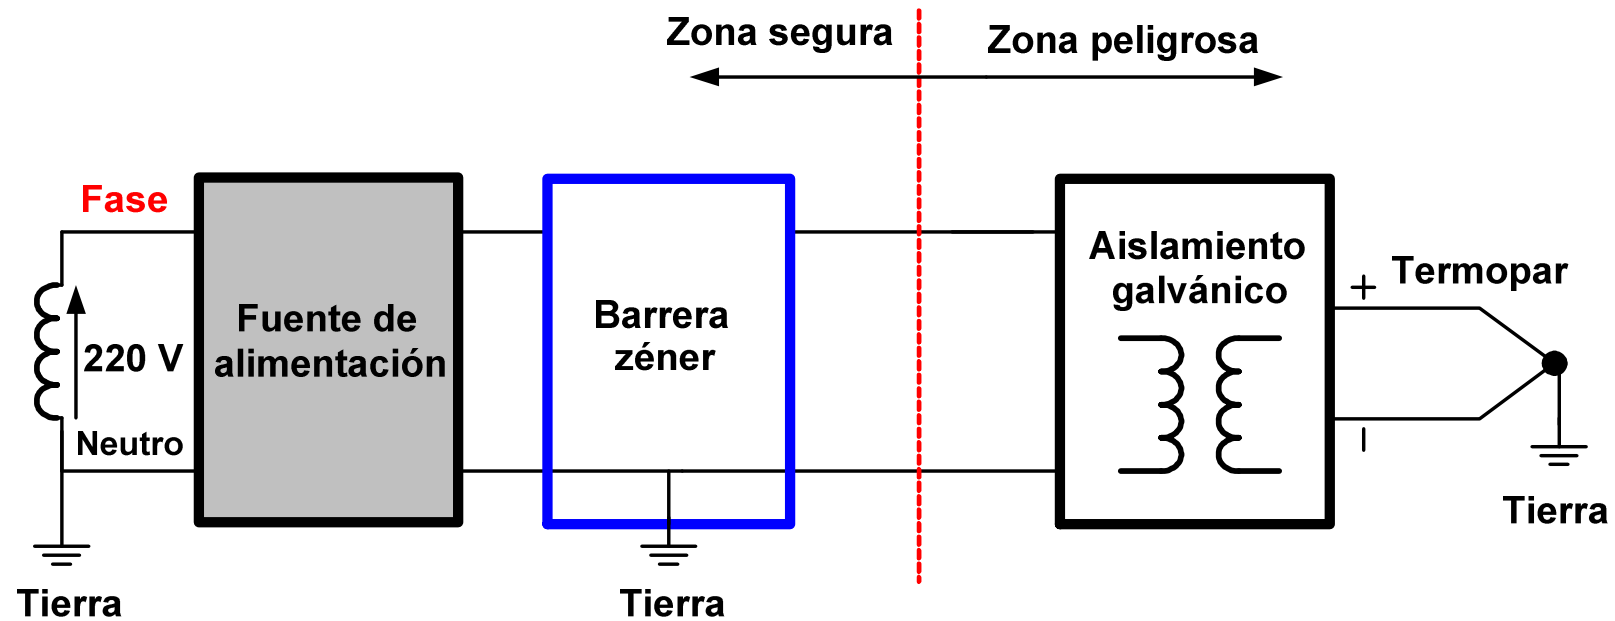 Zona segura
Zona peligrosa
Fase
220 V
Neutro
Tierra
Fuente de
alimentación
Barrera
zéner
Tierra
Aislamiento
galvánico
+
Termopar
–
Tierra